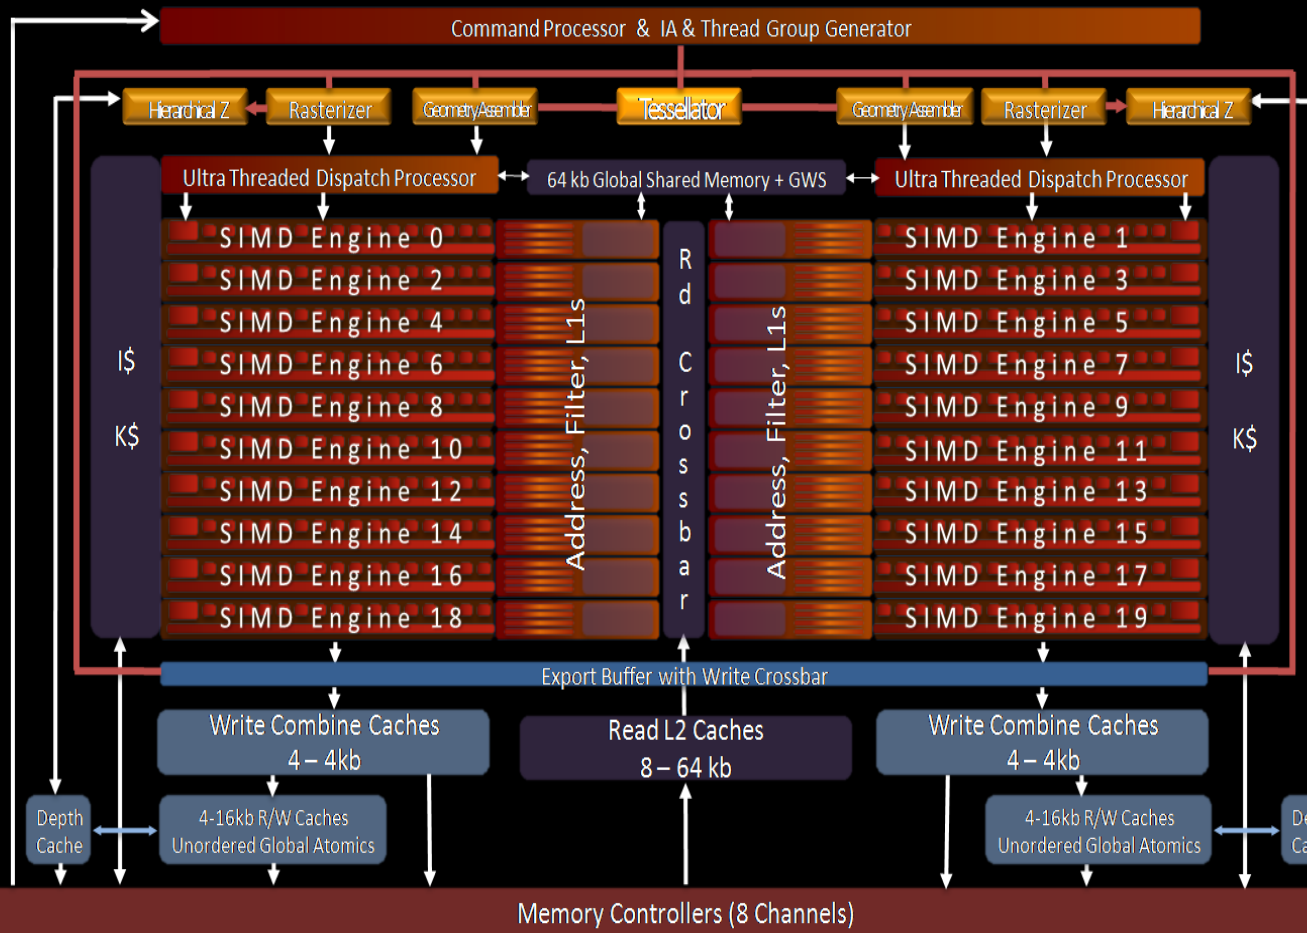 Command Processor & IA & Thread Group Generator
Hierarchical Z
Rasterizer
Geometry Assembler
Tessellator
Geometry Assembler
Rasterizer
Hierarchical Z
Ultra Threaded Dispatch Processor
64 kb Global Shared Memory + GWS
Ultra Threaded Dispatch Processor
SIMD Engine 0
SIMD Engine 2
SIMD Engine 4
SIMD Engine 6
SIMD Engine 8
SIMD Engine 10
SIMD Engine 12
SIMD Engine 14
SIMD Engine 16
SIMD Engine 18
Address, Filter, L1s
Rd Crossbar
Address, Filter, L1s
SIMD Engine 1
SIMD Engine 3
SIMD Engine 5
SIMD Engine 7
SIMD Engine 9
SIMD Engine 11
SIMD Engine 13
SIMD Engine 15
SIMD Engine 17
SIMD Engine 19
I$
K$
I$
K$
Export Buffer with Write Crossbar
Write Combine Caches
4 – 4kb
Read L2 Caches
8 – 64 kb
Write Combine Caches
4 – 4kb
Depth
Cache
4-16kb R/W Caches
Unordered Global Atomics
4-16kb R/W Caches
Unordered Global Atomics
De
Ca
Memory Controllers (8 Channels)